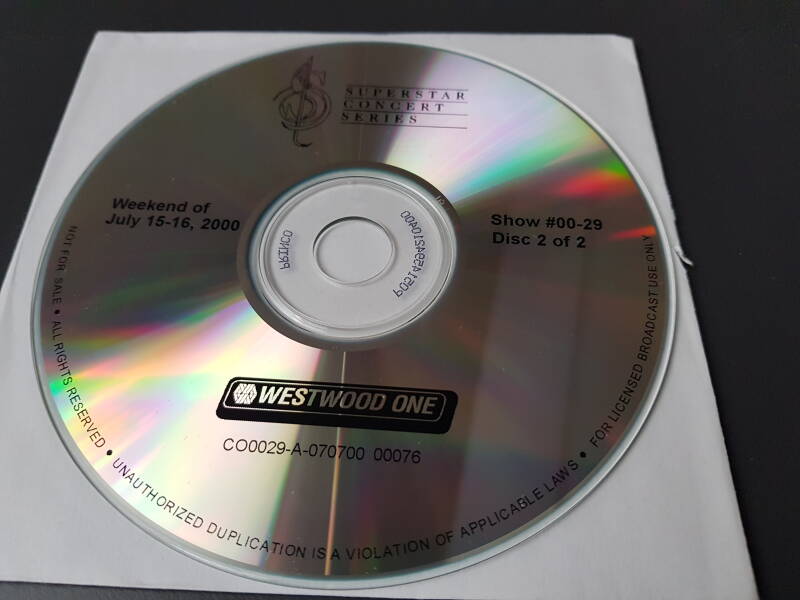 SUPERSTAR
CONCERT
SERIES
Weekend of
July 15-16, 2000
Show #00-29
Disc 2 of 2
PRINCO
WESTWOOD ONE
CO0029-A-070700 00076
NOT FOR SALE • ALL RIGHTS RESERVED • UNAUTHORIZED DUPLICATION IS A VIOLATION OF APPLICABLE LAWS • FOR LICENSED BROADCAST USE ONLY